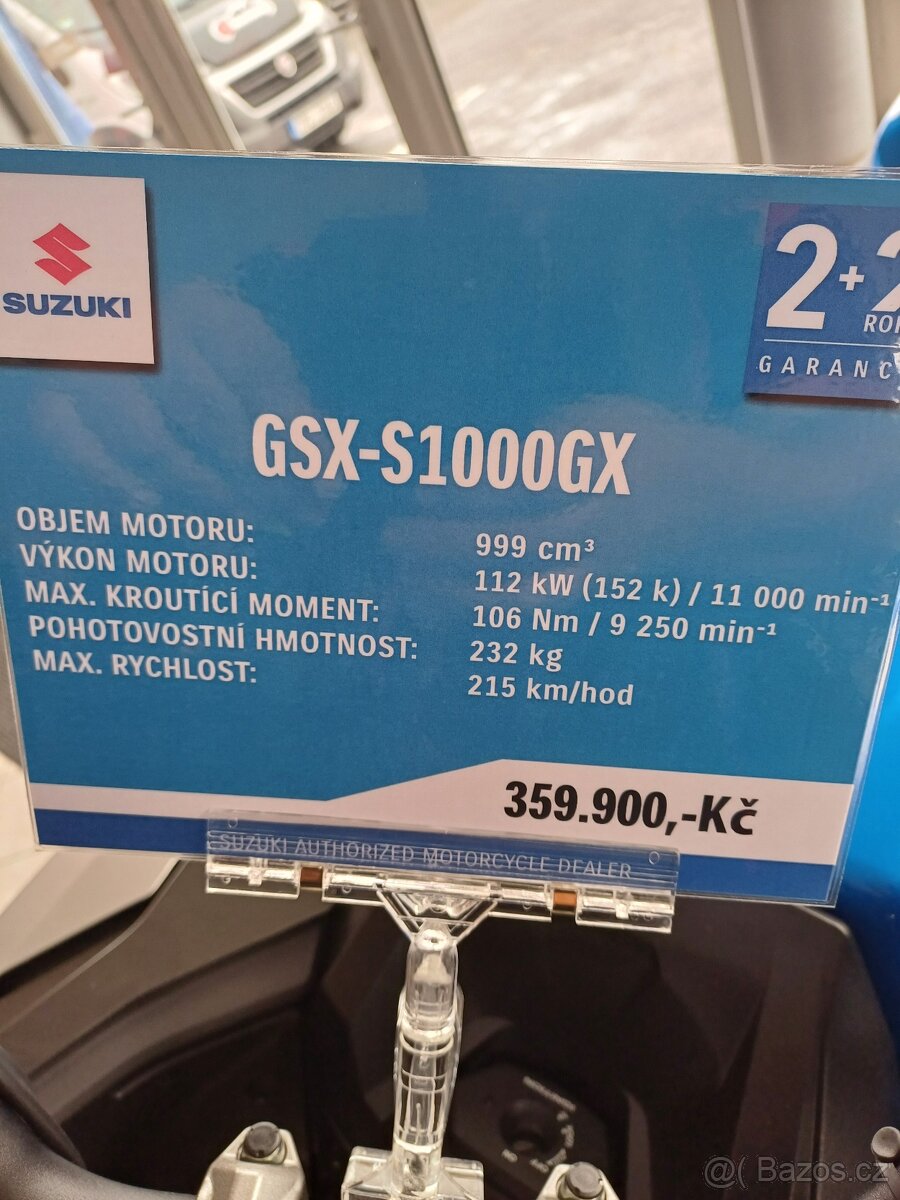 SUZUKI
2+2
GARANC
GSX-S1000GX
OBJEM MOTORU: 999 cm³
VÝKON MOTORU: 112 kW (152 k) / 11 000 min⁻¹
MAX. KROUTÍCÍ MOMENT: 106 Nm / 9 250 min⁻¹
POHOTOVOSTNÍ HMOTNOST: 232 kg
MAX. RYCHLOST: 215 km/hod
359.900,-Kč
SUZUKI AUTHORIZED MOTORCYCLE DEALER
@( Bazos.cz